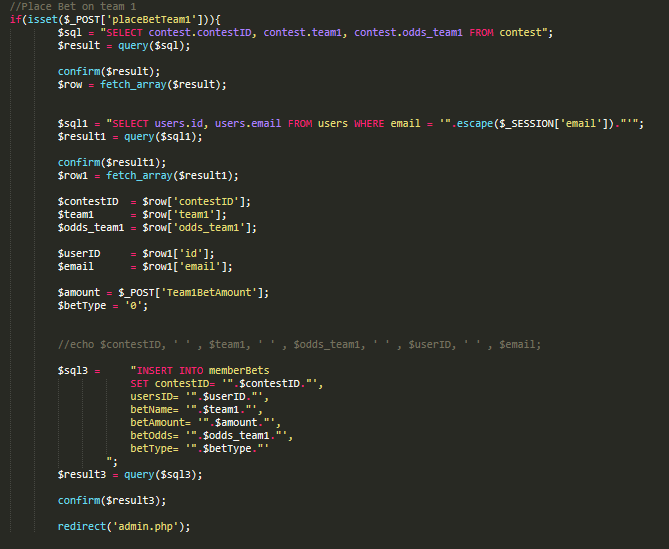 //Place Bet on team 1
if(isset($_POST['placeBetTeam1'])){
$sql = "SELECT contest.contestID, contest.team1, contest.odds_team1 FROM contest";
$result = query($sql);
confirm($result);
$row = fetch_array($result);
$sql1 = "SELECT users.id, users.email FROM users WHERE email = '".escape($_SESSION['email'])."'";
$result1 = query($sql1);
confirm($result1);
$row1 = fetch_array($result1);
$contestID = $row['contestID'];
$team1 = $row['team1'];
$odds_team1 = $row['odds_team1'];
$userID = $row1['id'];
$email = $row1['email'];
$amount = $_POST['Team1BetAmount'];
$betType = '0';
//echo $contestID, ' ' , $team1, ' ' , $odds_team1, ' ' , $userID, ' ' , $email;
$sql3 = "INSERT INTO memberBets
SET contestID= '".$contestID."',
usersID= '".$userID."',
betName= '".$team1."',
betAmount= '".$amount."',
betOdds= '".$odds_team1."',
betType= '".$betType."'
";
$result3 = query($sql3);
confirm($result3);
redirect('admin.php');